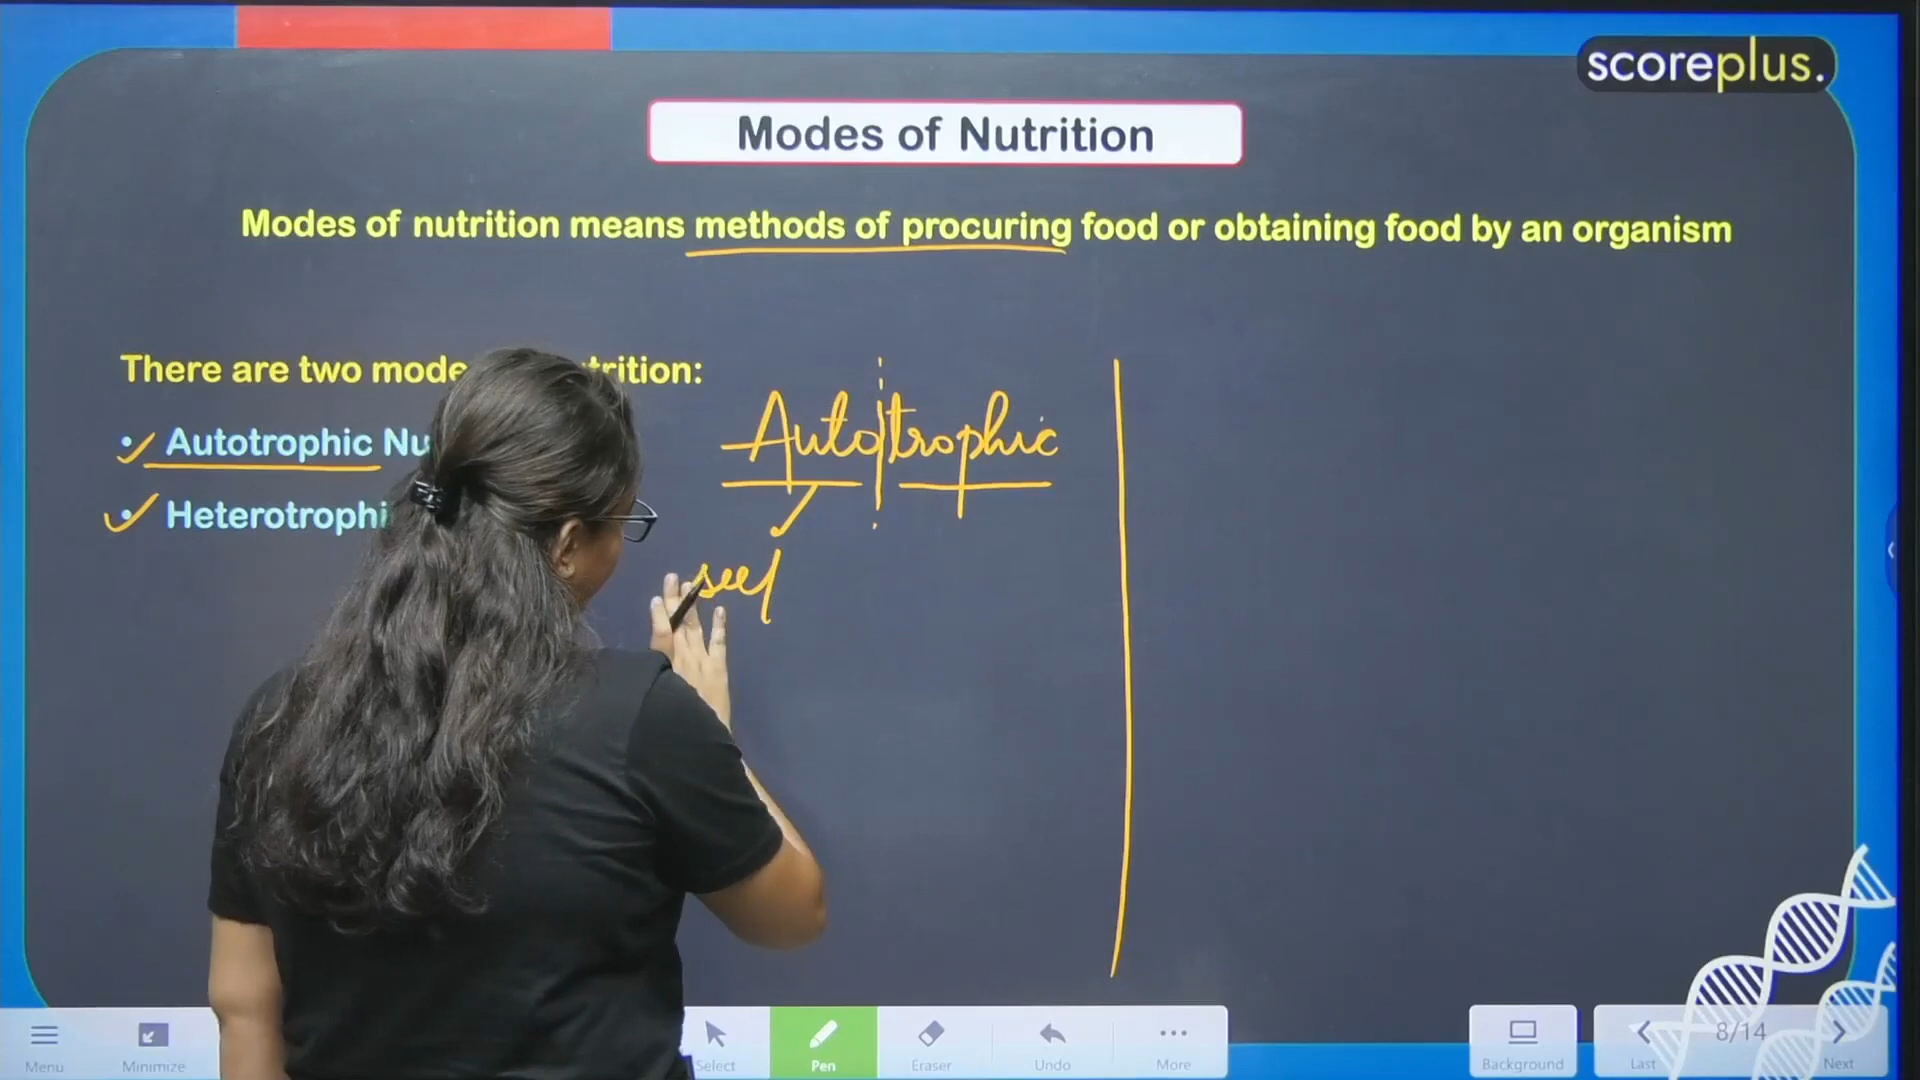 scoreplus.
Modes of Nutrition
Modes of nutrition means methods of procuring food or obtaining food by an organism
There are two mode trition:
Autotrophic Nu
Heterotrophi
Autotrophic
self
Menu
Minimize
Select
Pen
Eraser
Undo
More
Background
Last
8/14
Next